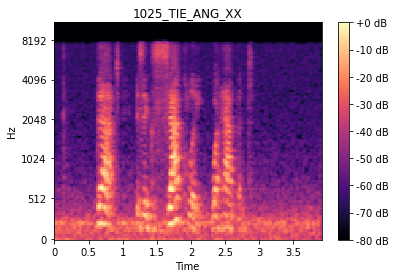 1025_TIE_ANG_XX
Hz
8192
4096
2048
1024
512
0
0 0.5 1 1.5 2 2.5 3 3.5
Time
+0 dB
-10 dB
-20 dB
-30 dB
-40 dB
-50 dB
-60 dB
-70 dB
-80 dB